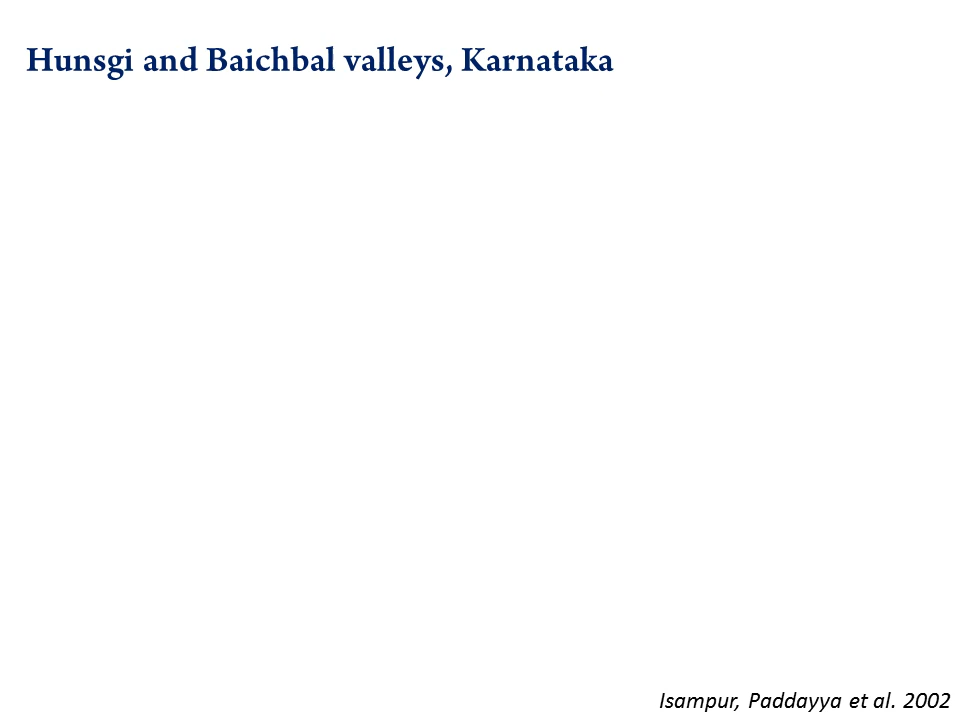 Hunsgi and Baichbal valleys, Karnataka
Isampur, Paddayya et al. 2002